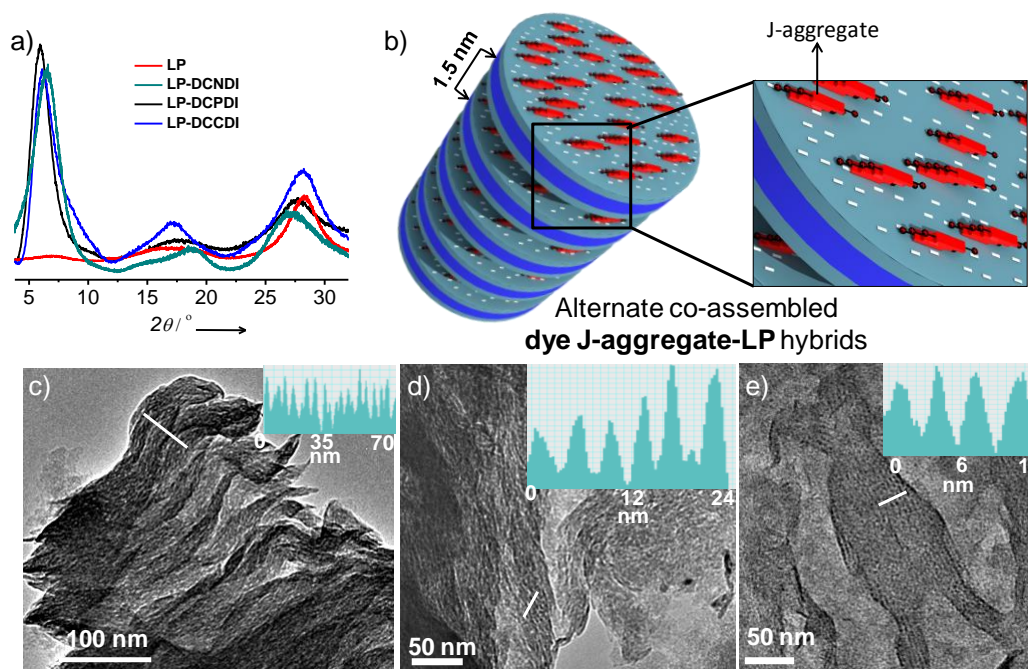 a)
LP
LP-DCNDI
LP-DCPDI
LP-DCCDI
5 10 15 20 25 30
2θ/ °
b)
1.5 nm
J-aggregate
Alternate co-assembled
dye J-aggregate-LP hybrids
c)
0 35 70
nm
100 nm
d)
0 12 24
nm
50 nm
e)
0 6 1
nm
50 nm